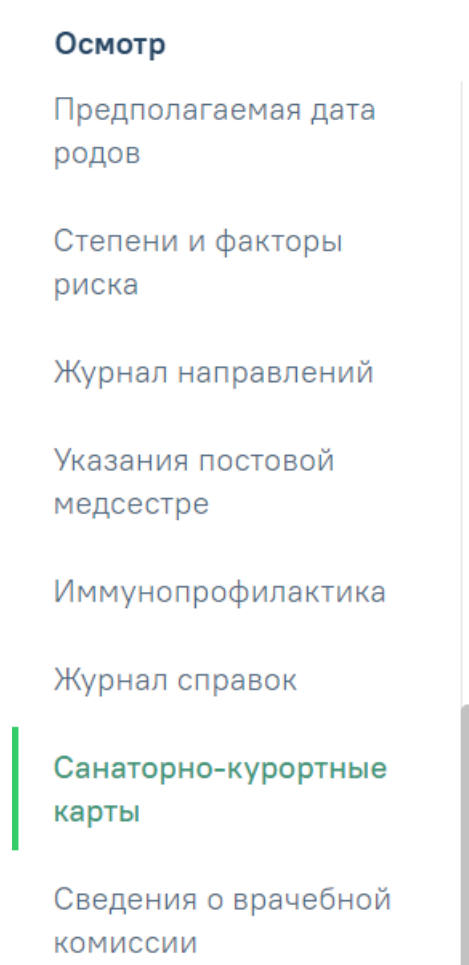 Осмотр
Предполагаемая дата
родов
Степени и факторы
риска
Журнал направлений
Указания постовой
медсестре
Иммунопрофилактика
Журнал справок
Санаторно-курортные
карты
Сведения о врачебной
комиссии